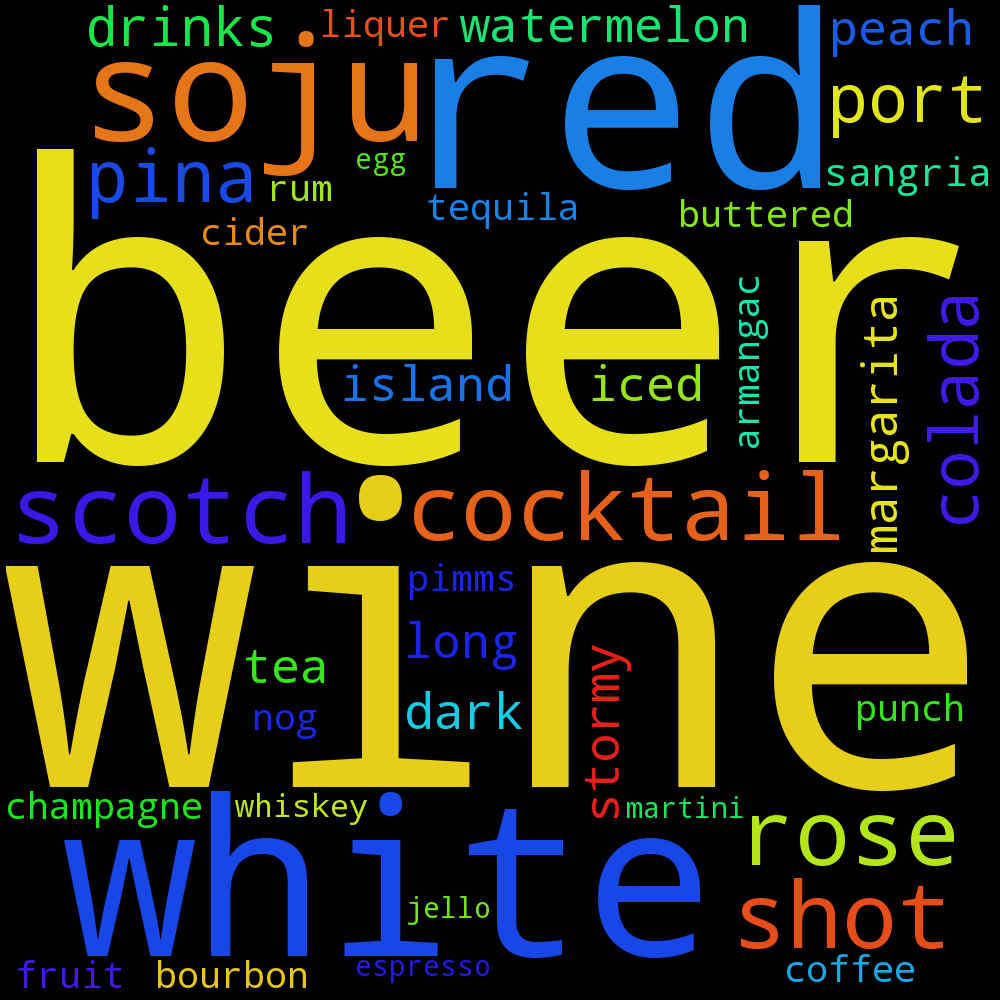 drinks
liquer
watermelon
peach
soju
red
port
pina
rum
egg
sangria
tequila
buttered
cider
beer
island
iced
armangac
margarita
colada
scotch
cocktail
wine
pimms
long
tea
nog
dark
stormy
punch
champagne
whiskey
martini
white
rose
jello
shot
fruit
bourbon
espresso
coffee